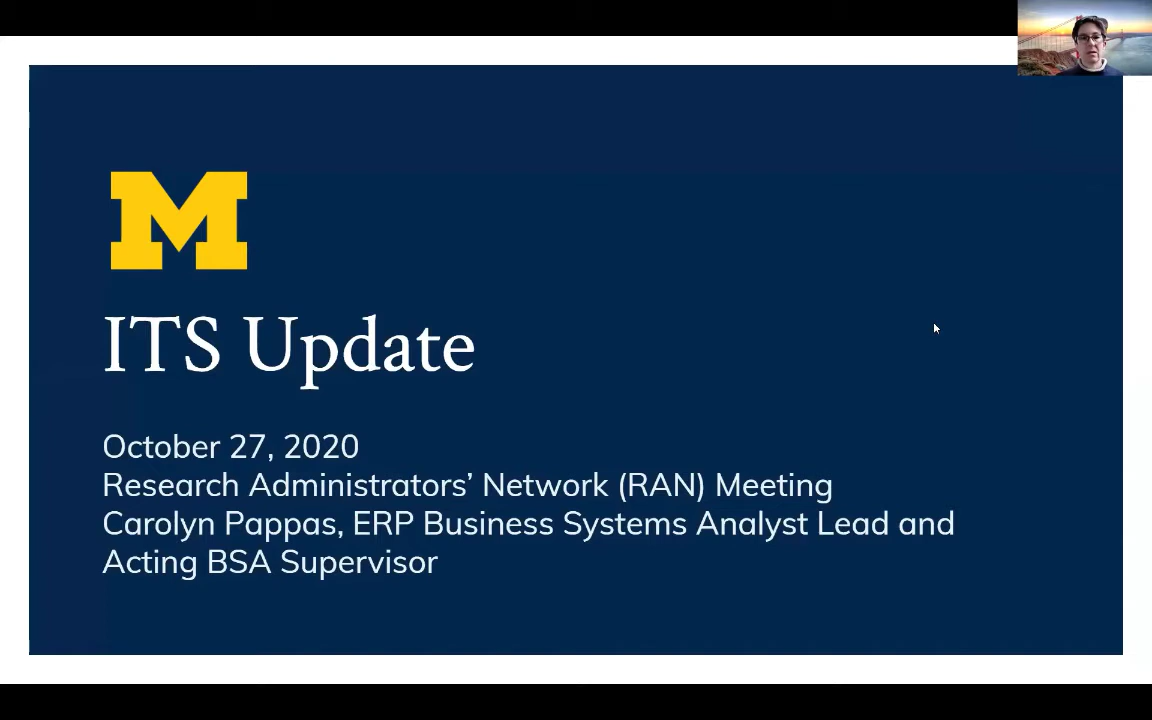 M
ITS Update
October 27, 2020
Research Administrators’ Network (RAN) Meeting
Carolyn Pappas, ERP Business Systems Analyst Lead and
Acting BSA Supervisor